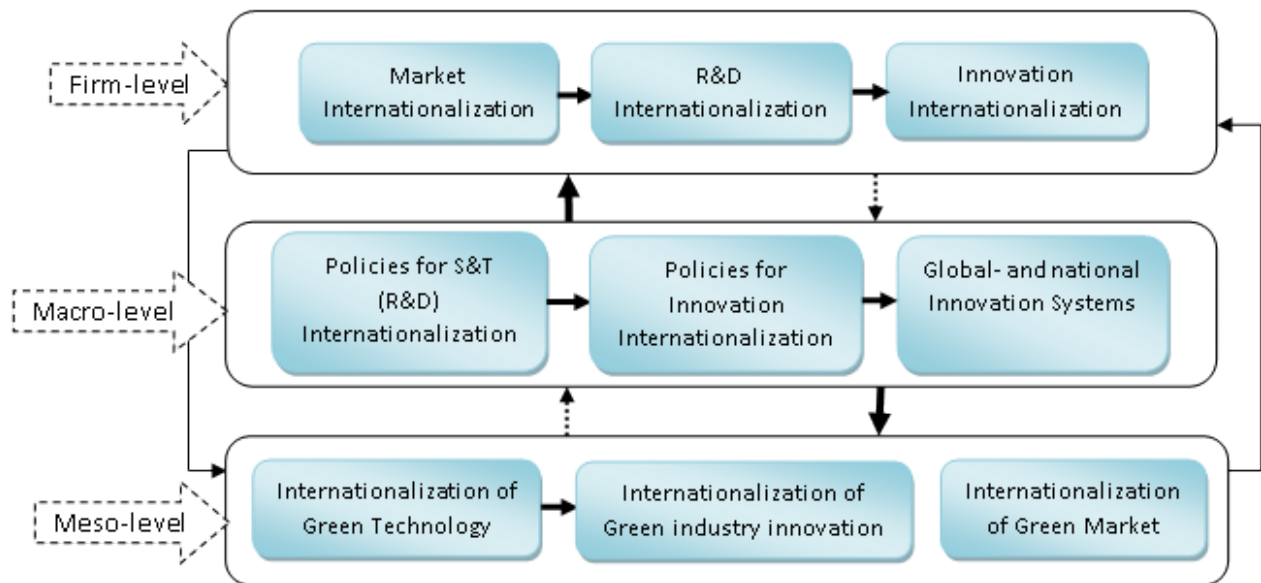 Firm-level
Market
Internationalization
R&D
Internationalization
Innovation
Internationalization
Macro-level
Policies for S&T
(R&D)
Internationalization
Policies for
Innovation
Internationalization
Global- and national
Innovation Systems
Meso-level
Internationalization of
Green Technology
Internationalization of
Green industry innovation
Internationalization
of Green Market